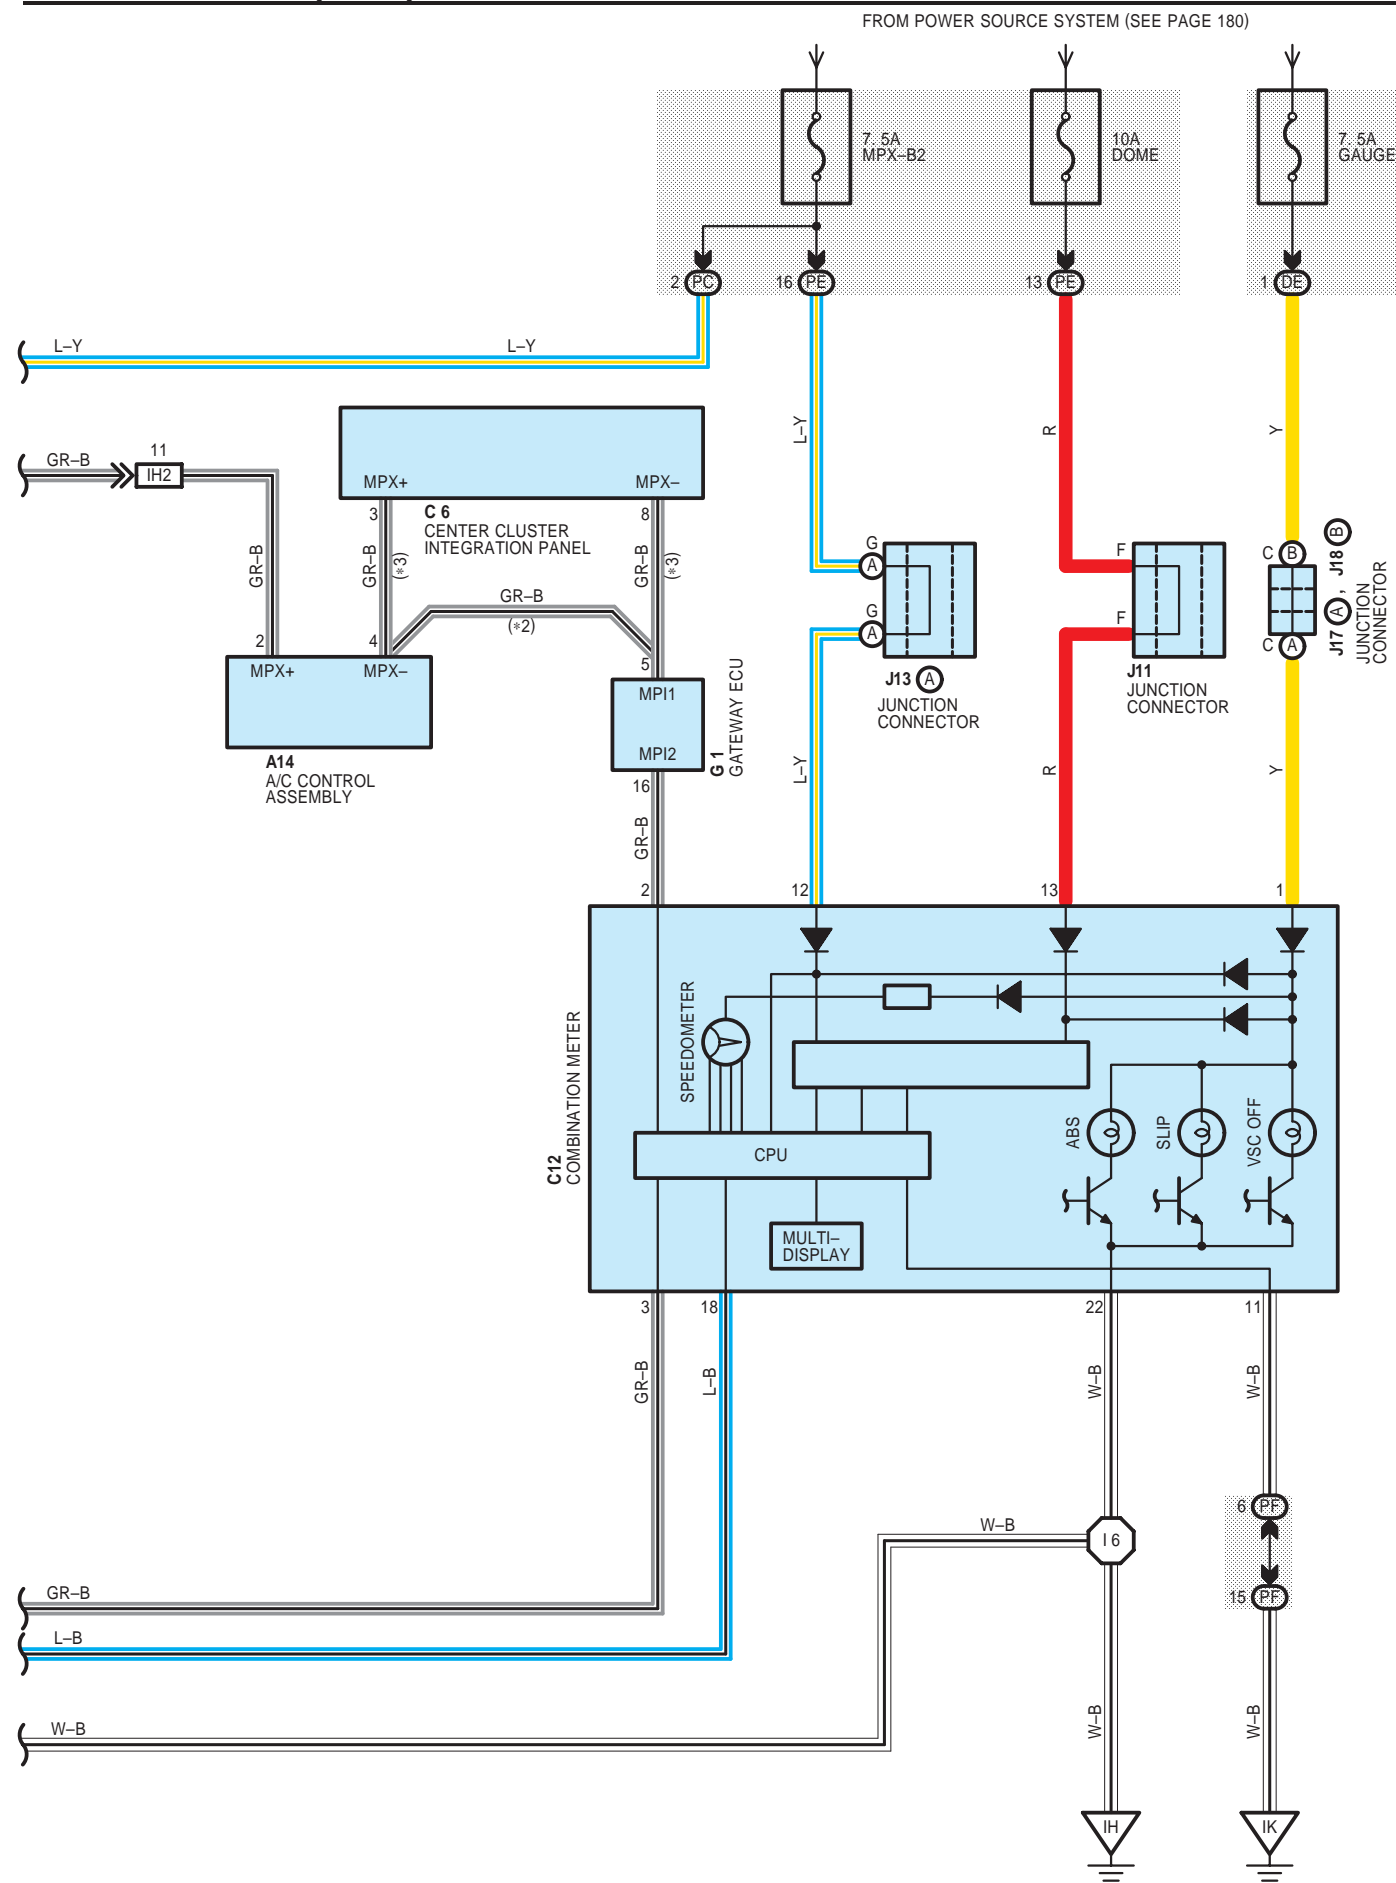 FROM POWER SOURCE SYSTEM (SEE PAGE 180)
7. 5A
MPX–B2
10A
DOME
7. 5A
GAUGE
2 PC
16 PE
13 PE
1 DE
L–Y
L–Y
L–Y
R
Y
GR–B
11
IH2
MPX+
MPX–
3
8
C 6
CENTER CLUSTER
INTEGRATION PANEL
GR–B
GR–B
(*3)
GR–B
(*3)
GR–B
(*2)
2
4
5
MPX+
MPX–
A14
A/C CONTROL
ASSEMBLY
MPI1
MPI2
G 1
GATEWAY ECU
16
GR–B
2
G
A
G
A
J13 A
JUNCTION
CONNECTOR
F
F
J11
JUNCTION
CONNECTOR
C B
C A
J17 A , J18 B
JUNCTION
CONNECTOR
L–Y
R
Y
12
13
1
SPEEDOMETER
C12
COMBINATION METER
CPU
MULTI–
DISPLAY
ABS
SLIP
VSC OFF
3
18
22
11
GR–B
L–B
W–B
W–B
6 PF
15 PF
W–B
I 6
GR–B
L–B
W–B
W–B
W–B
IH
IK